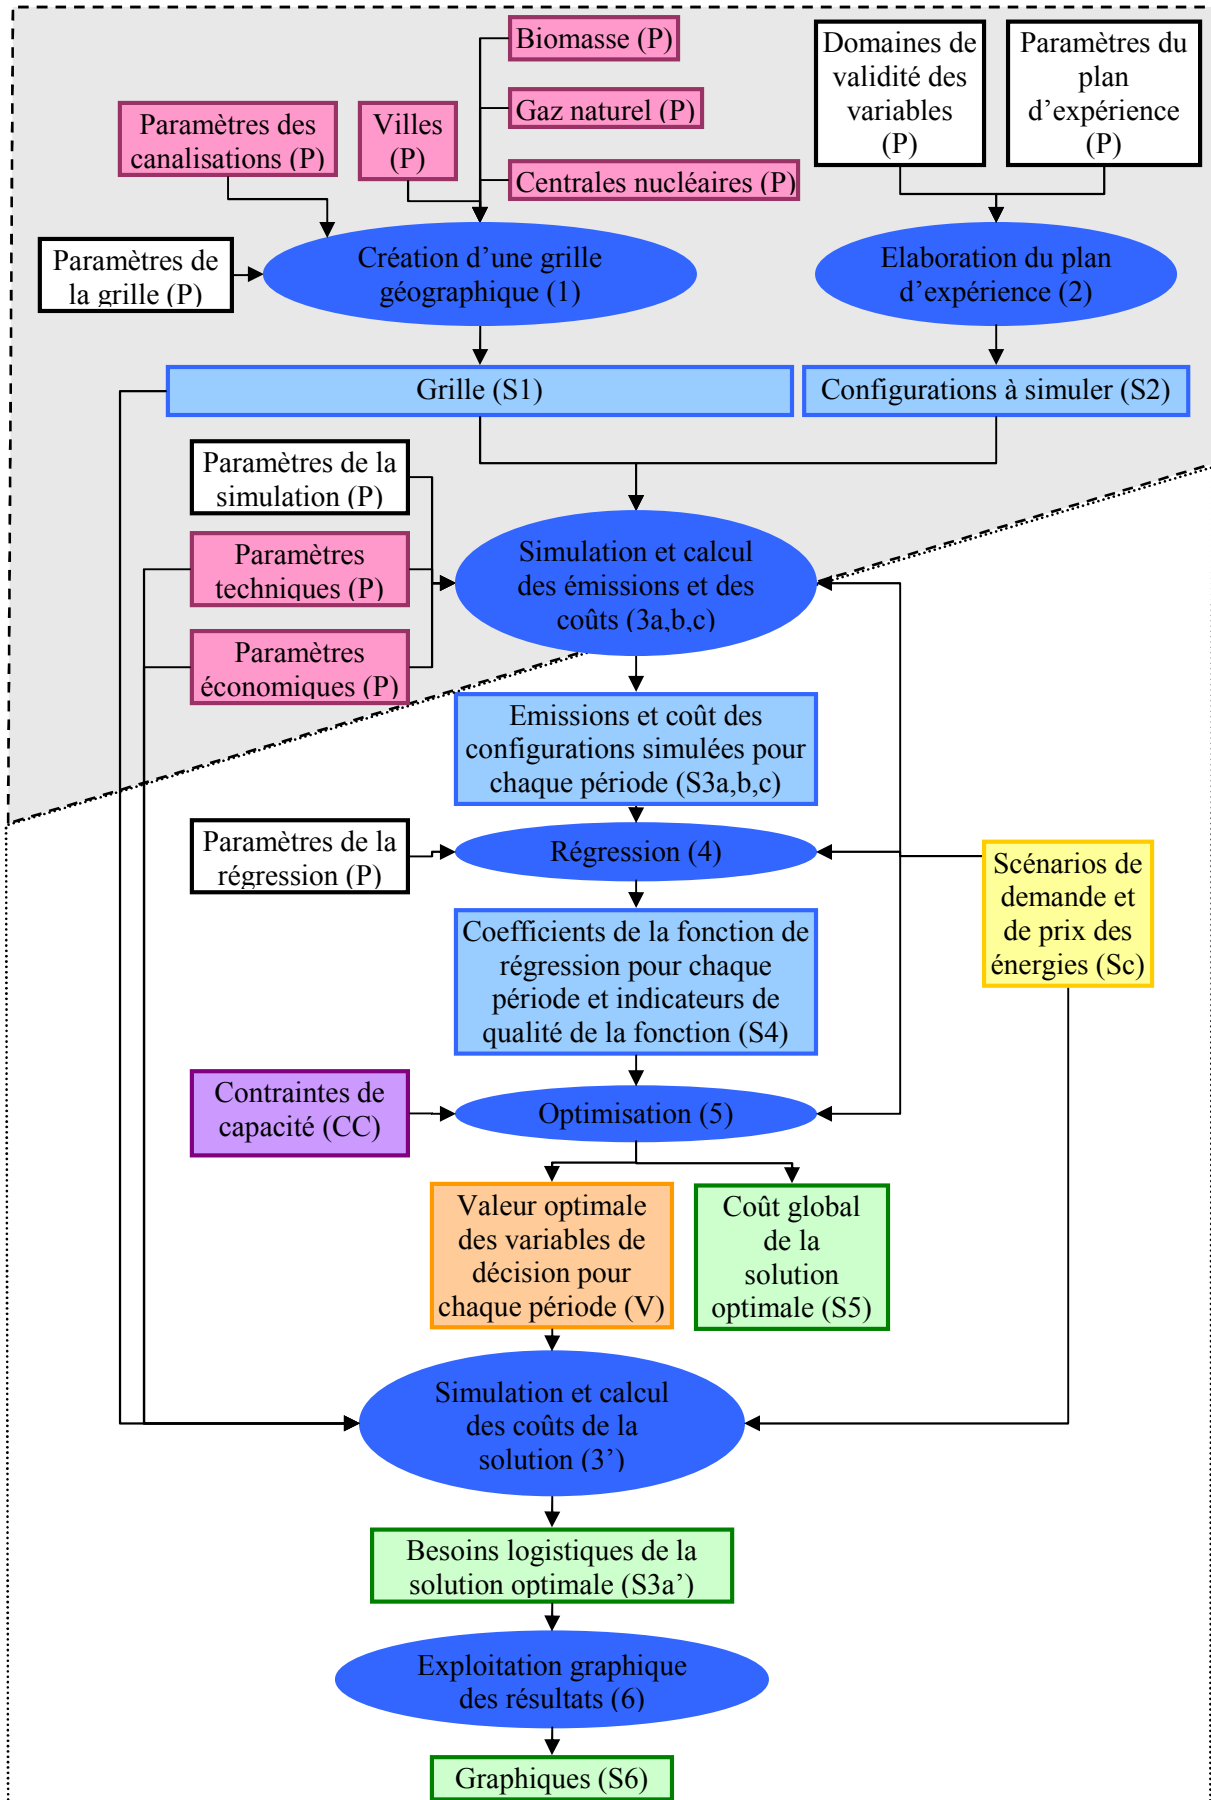 Biomasse (P)
Gaz naturel (P)
Centrales nucléaires (P)
Villes
(P)
Paramètres des
canalisations (P)
Paramètres de
la grille (P)
Domaines de
validité des
variables
(P)
Paramètres du
plan
d’expérience
(P)
Création d’une grille
géographique (1)
Elaboration du plan
d’expérience (2)
Grille (S1)
Configurations à simuler (S2)
Paramètres de la
simulation (P)
Paramètres
techniques (P)
Paramètres
économiques (P)
Simulation et calcul
des émissions et des
coûts (3a,b,c)
Emissions et coût des
configurations simulées pour
chaque période (S3a,b,c)
Paramètres de la
régression (P)
Régression (4)
Scénarios de
demande et
de prix des
énergies (Sc)
Coefficients de la fonction de
régression pour chaque
période et indicateurs de
qualité de la fonction (S4)
Contraintes de
capacité (CC)
Optimisation (5)
Valeur optimale
des variables de
décision pour
chaque période (V)
Coût global
de la
solution
optimale (S5)
Simulation et calcul
des coûts de la
solution (3’)
Besoins logistiques de la
solution optimale (S3a’)
Exploitation graphique
des résultats (6)
Graphiques (S6)